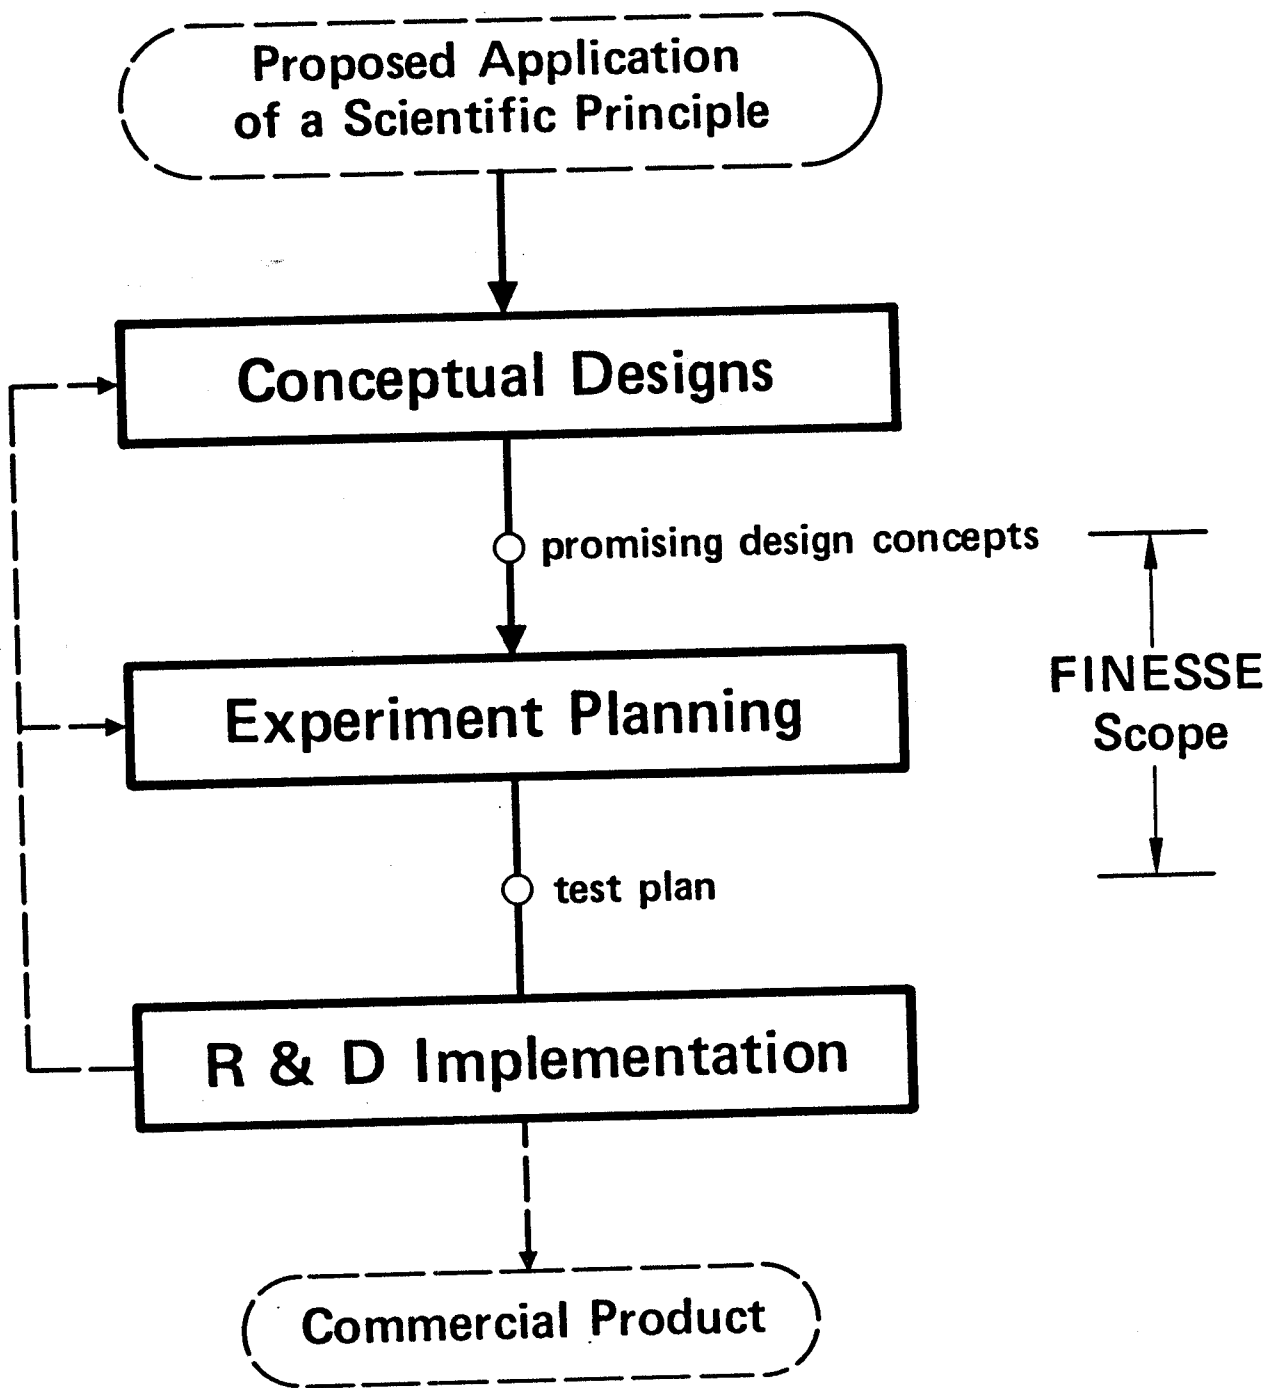 Proposed Application
of a Scientific Principle
Conceptual Designs
promising design concepts
FINESSE
Scope
Experiment Planning
test plan
R & D Implementation
Commercial Product